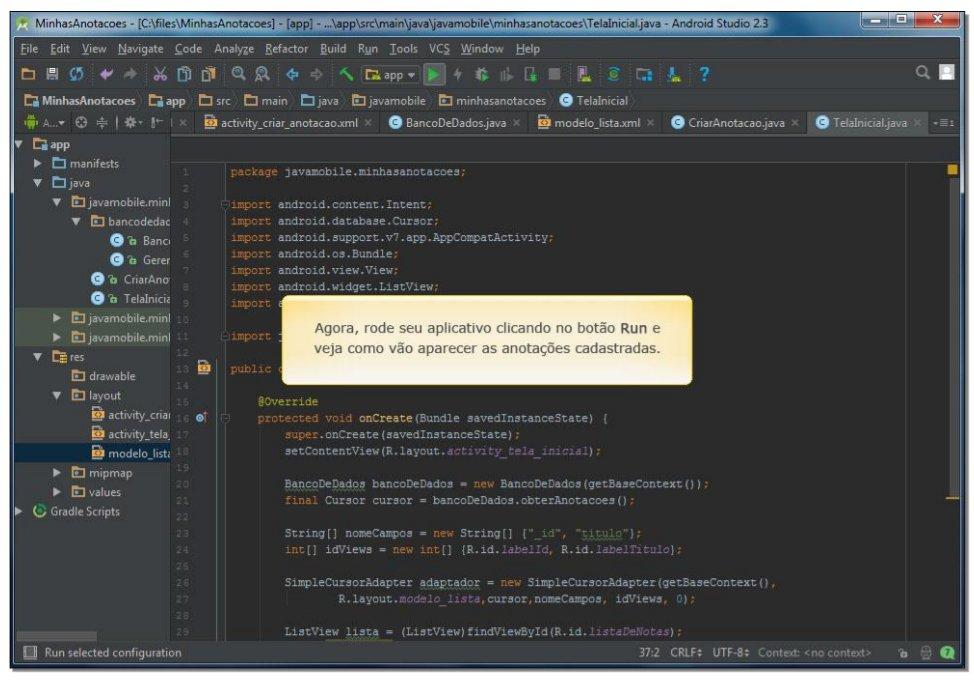 MinhasAnotacoes - [C:\files\MinhasAnotacoes] - [app] - ...\app\src\main\java\javamobile\minhasanotacoes\TelaInicial.java - Android Studio 2.3
File Edit View Navigate Code Analyze Refactor Build Run Tools VCS Window Help
app
MinhasAnotacoes app src main java javamobile minhasanotacoes TelaInicial
A... activity_criar_anotacao.xml BancoDeDados.java modelo_lista.xml CriarAnotacao.java TelaInicial.java
app
manifests
java
javamobile.minl
bancodedac
Banc
Geren
CriarAno
TelaInicia
javamobile.minl
javamobile.minl
res
drawable
layout
activity_criar
activity_tela_
modelo_lista
mipmap
values
Gradle Scripts
1 package javamobile.minhasanotacoes;
2
3 import android.content.Intent;
4 import android.database.Cursor;
5 import android.support.v7.app.AppCompatActivity;
6 import android.os.Bundle;
7 import android.view.View;
8 import android.widget.ListView;
9 import
10
11 import
12
13 public
14
15 @Override
16 protected void onCreate(Bundle savedInstanceState) {
17 super.onCreate(savedInstanceState);
18 setContentView(R.layout.activity_tela_inicial);
19
20 BancoDeDados bancoDeDados = new BancoDeDados(getBaseContext());
21 final Cursor cursor = bancoDeDados.obterAnotacoes();
22
23 String[] nomeCampos = new String[] {"_id", "titulo"};
24 int[] idViews = new int[] {R.id.labelId, R.id.labelTitulo};
25
26 SimpleCursorAdapter adaptador = new SimpleCursorAdapter(getBaseContext(),
27 R.layout.modelo_lista,cursor,nomeCampos, idViews, 0);
28
29 ListView lista = (ListView)findViewById(R.id.listaDeNotas);
Agora, rode seu aplicativo clicando no botão Run e
veja como vão aparecer as anotações cadastradas.
Run selected configuration 37:2 CRLF UTF-8 Context: <no context>